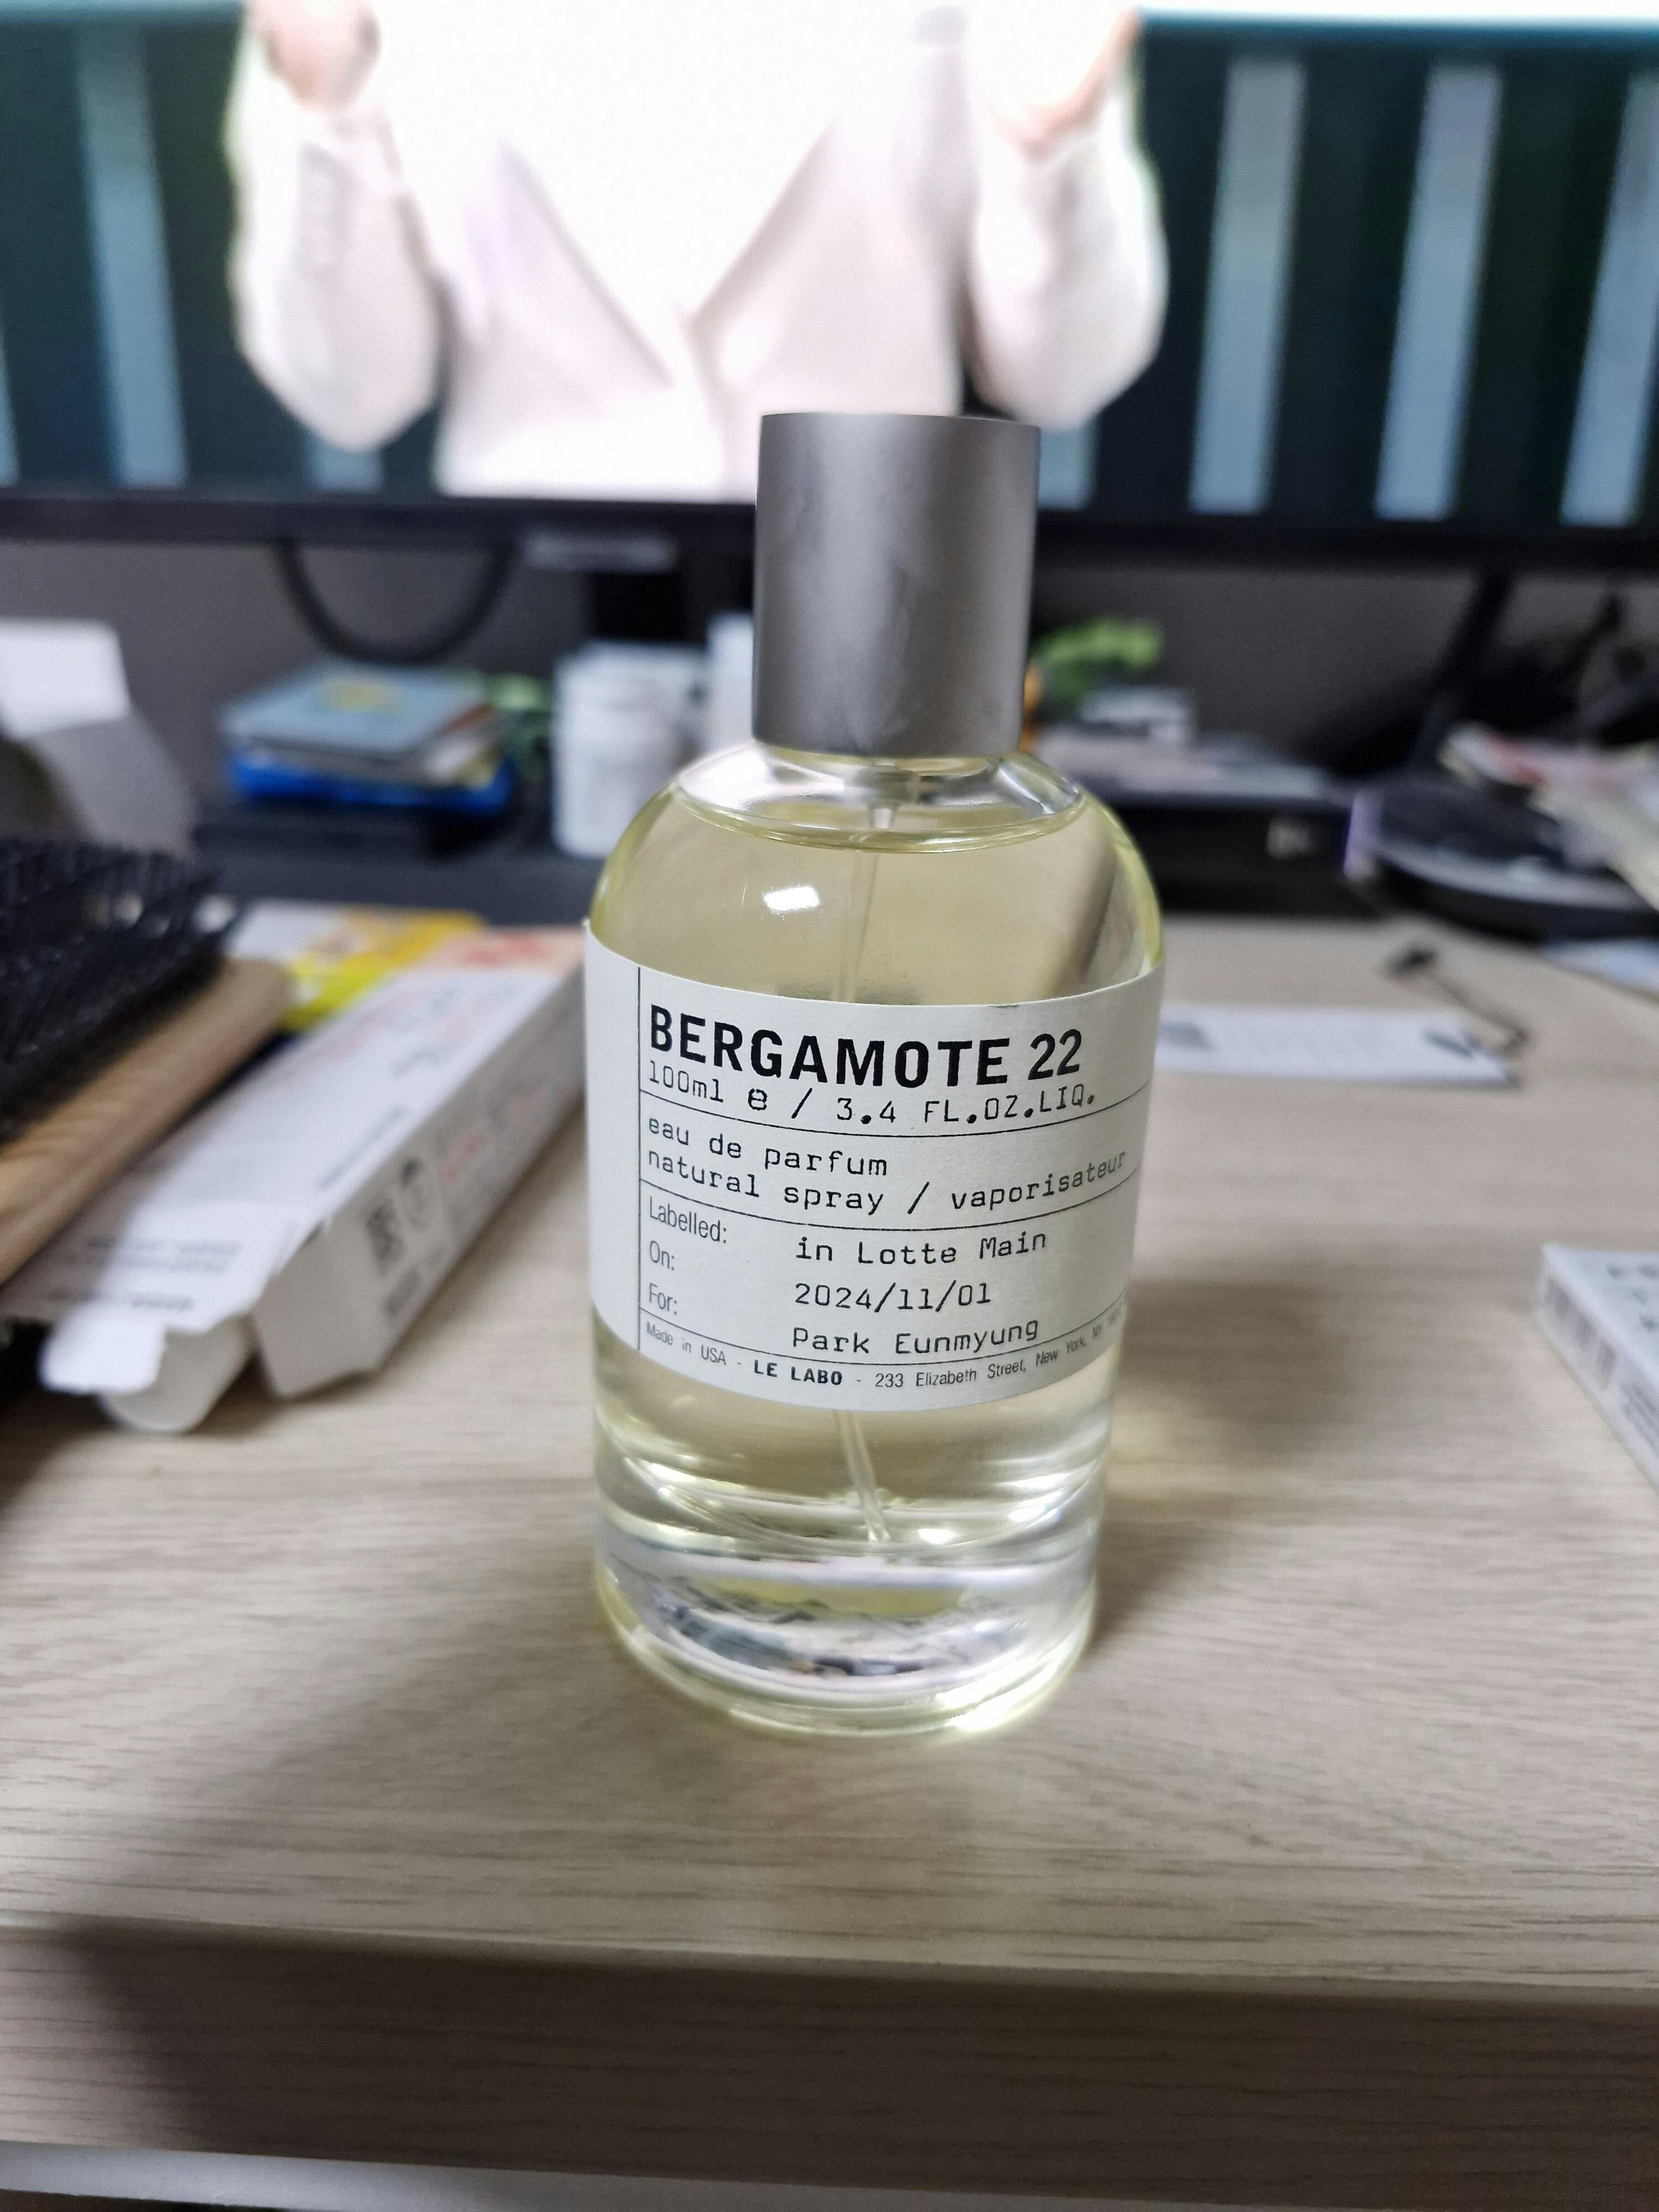 BERGAMOTE 22
100ml e / 3.4 FL.OZ.LIQ.
eau de parfum
natural spray / vaporisateur
Labelled: in Lotte Main
On: 2024/11/01
For: Park Eunmyung
Made in USA - LE LABO - 233 Elizabeth Street, New York, NY